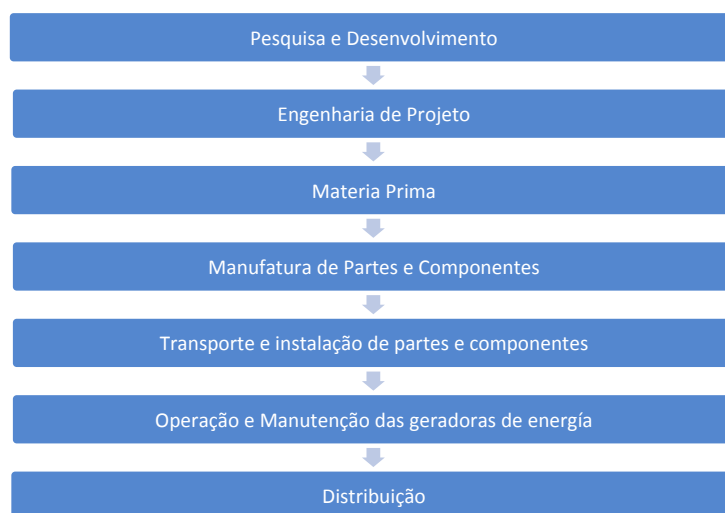 Pesquisa e Desenvolvimento
Engenharia de Projeto
Materia Prima
Manufatura de Partes e Componentes
Transporte e instalação de partes e componentes
Operação e Manutenção das geradoras de energía
Distribuição